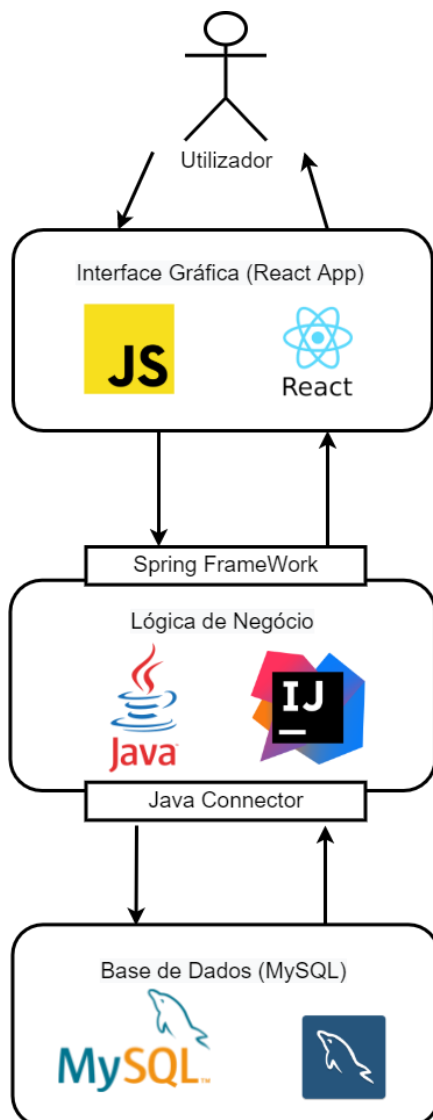 Utilizador
Interface Gráfica (React App)
JS
React
Spring FrameWork
Lógica de Negócio
Java
IJ
Java Connector
Base de Dados (MySQL)
MySQL™